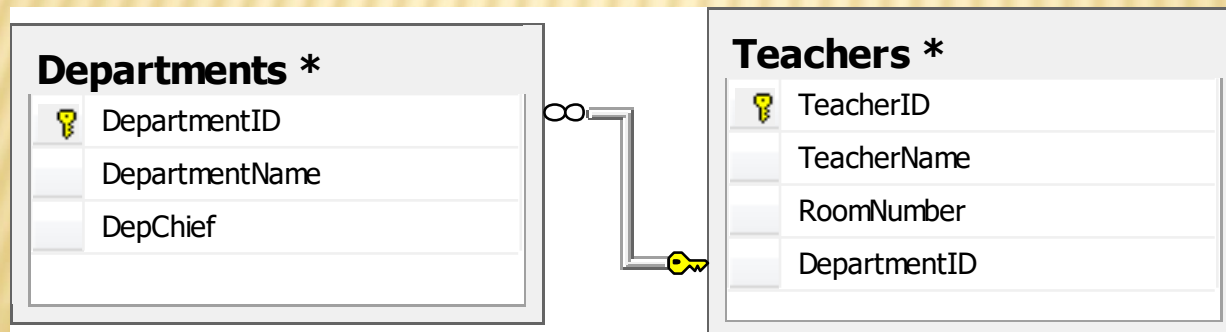 Departments *
DepartmentID
DepartmentName
DepChief
Teachers *
TeacherID
TeacherName
RoomNumber
DepartmentID